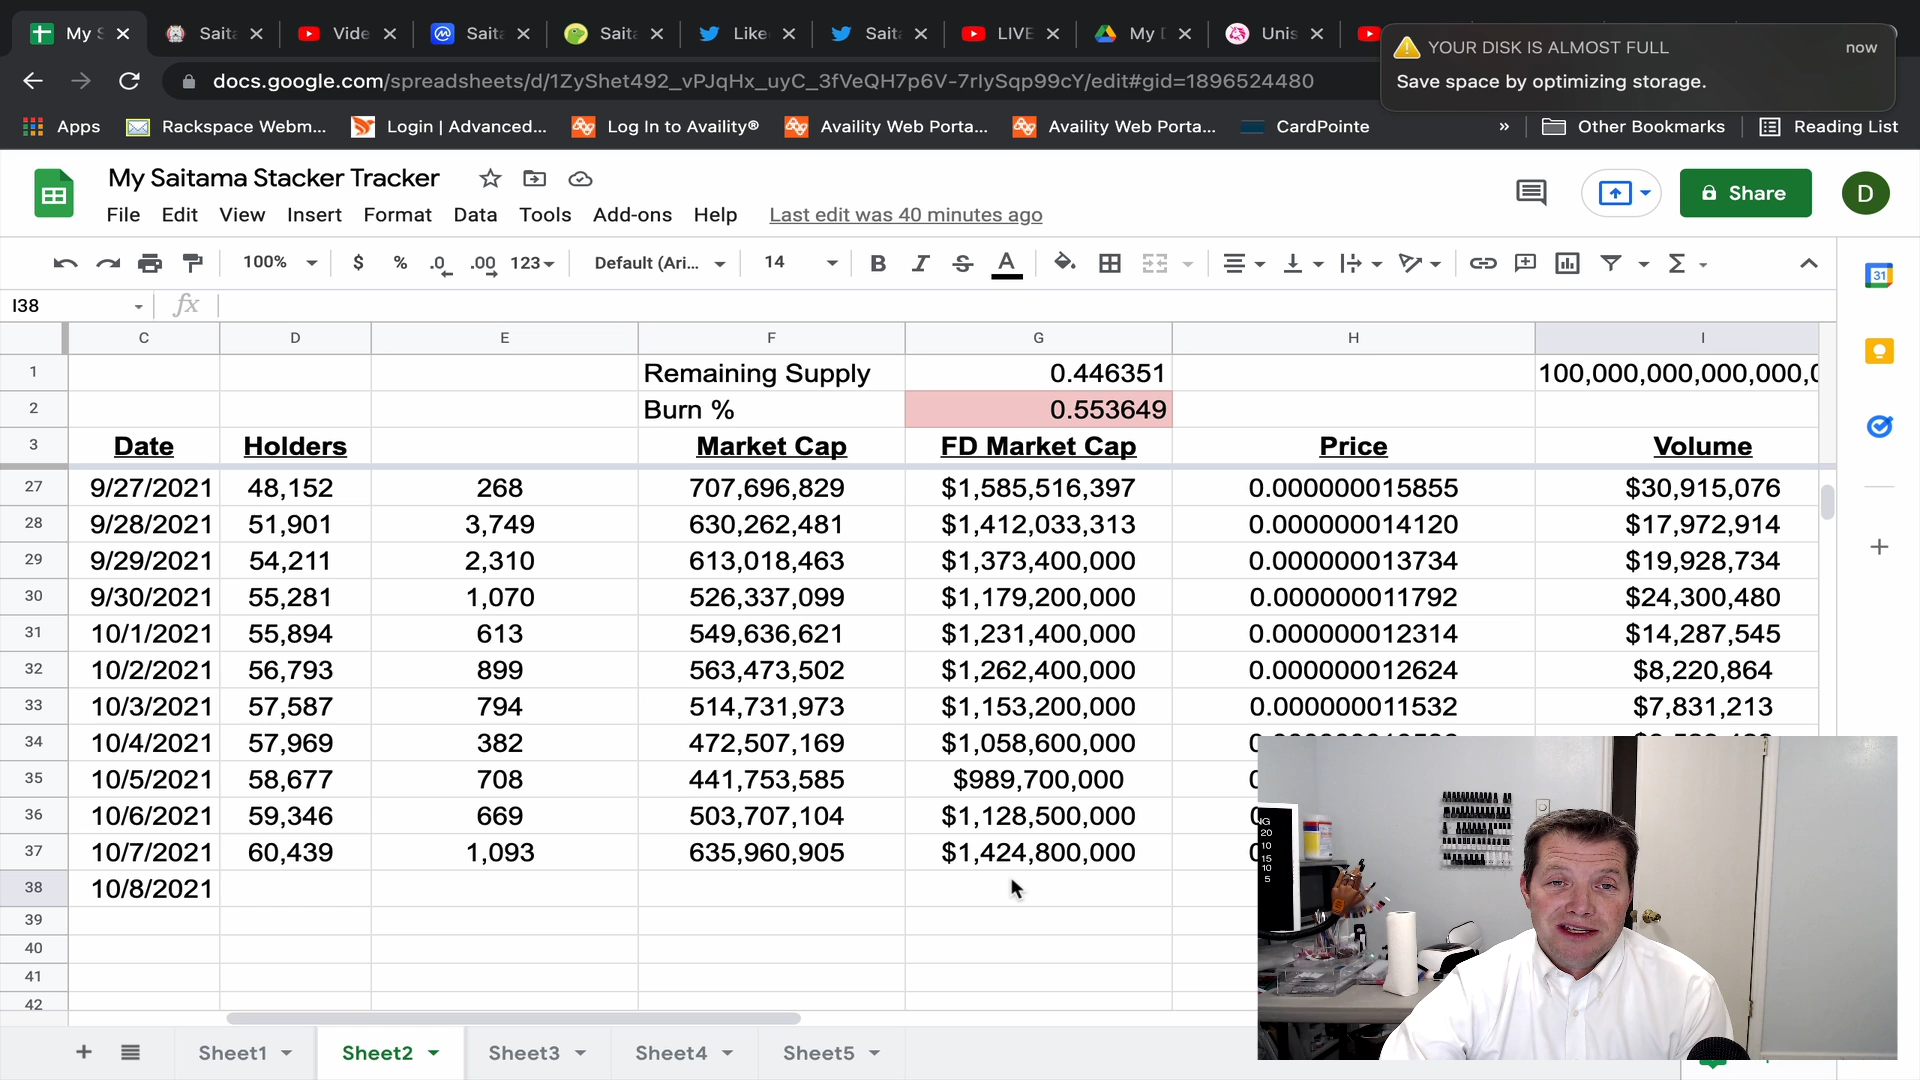 My S
Saita
Vide
Saita
Saita
Like
Saita
LIVE
My D
Unis
YOUR DISK IS ALMOST FULL
now
Save space by optimizing storage.
docs.google.com/spreadsheets/d/1ZyShet492_vPJqHx_uyC_3fVeQH7p6V-7rIySqp99cY/edit#gid=1896524480
Apps
Rackspace Webm...
Login | Advanced...
Log In to Availity®
Availity Web Porta...
Availity Web Porta...
CardPointe
»
Other Bookmarks
Reading List
My Saitama Stacker Tracker
Share
D
File Edit View Insert Format Data Tools Add-ons Help Last edit was 40 minutes ago
100% $ % .0 .00 123 Default (Ari... 14 B I S A Σ
31
I38 fx
C D E F G H I
1 Remaining Supply 0.446351 100,000,000,000,000,0
2 Burn % 0.553649
3 Date Holders Market Cap FD Market Cap Price Volume
27 9/27/2021 48,152 268 707,696,829 $1,585,516,397 0.000000015855 $30,915,076
28 9/28/2021 51,901 3,749 630,262,481 $1,412,033,313 0.000000014120 $17,972,914
29 9/29/2021 54,211 2,310 613,018,463 $1,373,400,000 0.000000013734 $19,928,734
30 9/30/2021 55,281 1,070 526,337,099 $1,179,200,000 0.000000011792 $24,300,480
31 10/1/2021 55,894 613 549,636,621 $1,231,400,000 0.000000012314 $14,287,545
32 10/2/2021 56,793 899 563,473,502 $1,262,400,000 0.000000012624 $8,220,864
33 10/3/2021 57,587 794 514,731,973 $1,153,200,000 0.000000011532 $7,831,213
34 10/4/2021 57,969 382 472,507,169 $1,058,600,000
35 10/5/2021 58,677 708 441,753,585 $989,700,000
36 10/6/2021 59,346 669 503,707,104 $1,128,500,000
37 10/7/2021 60,439 1,093 635,960,905 $1,424,800,000
38 10/8/2021
39
40
41
42
NG
20
10
15
10
5
Sheet1 Sheet2 Sheet3 Sheet4 Sheet5